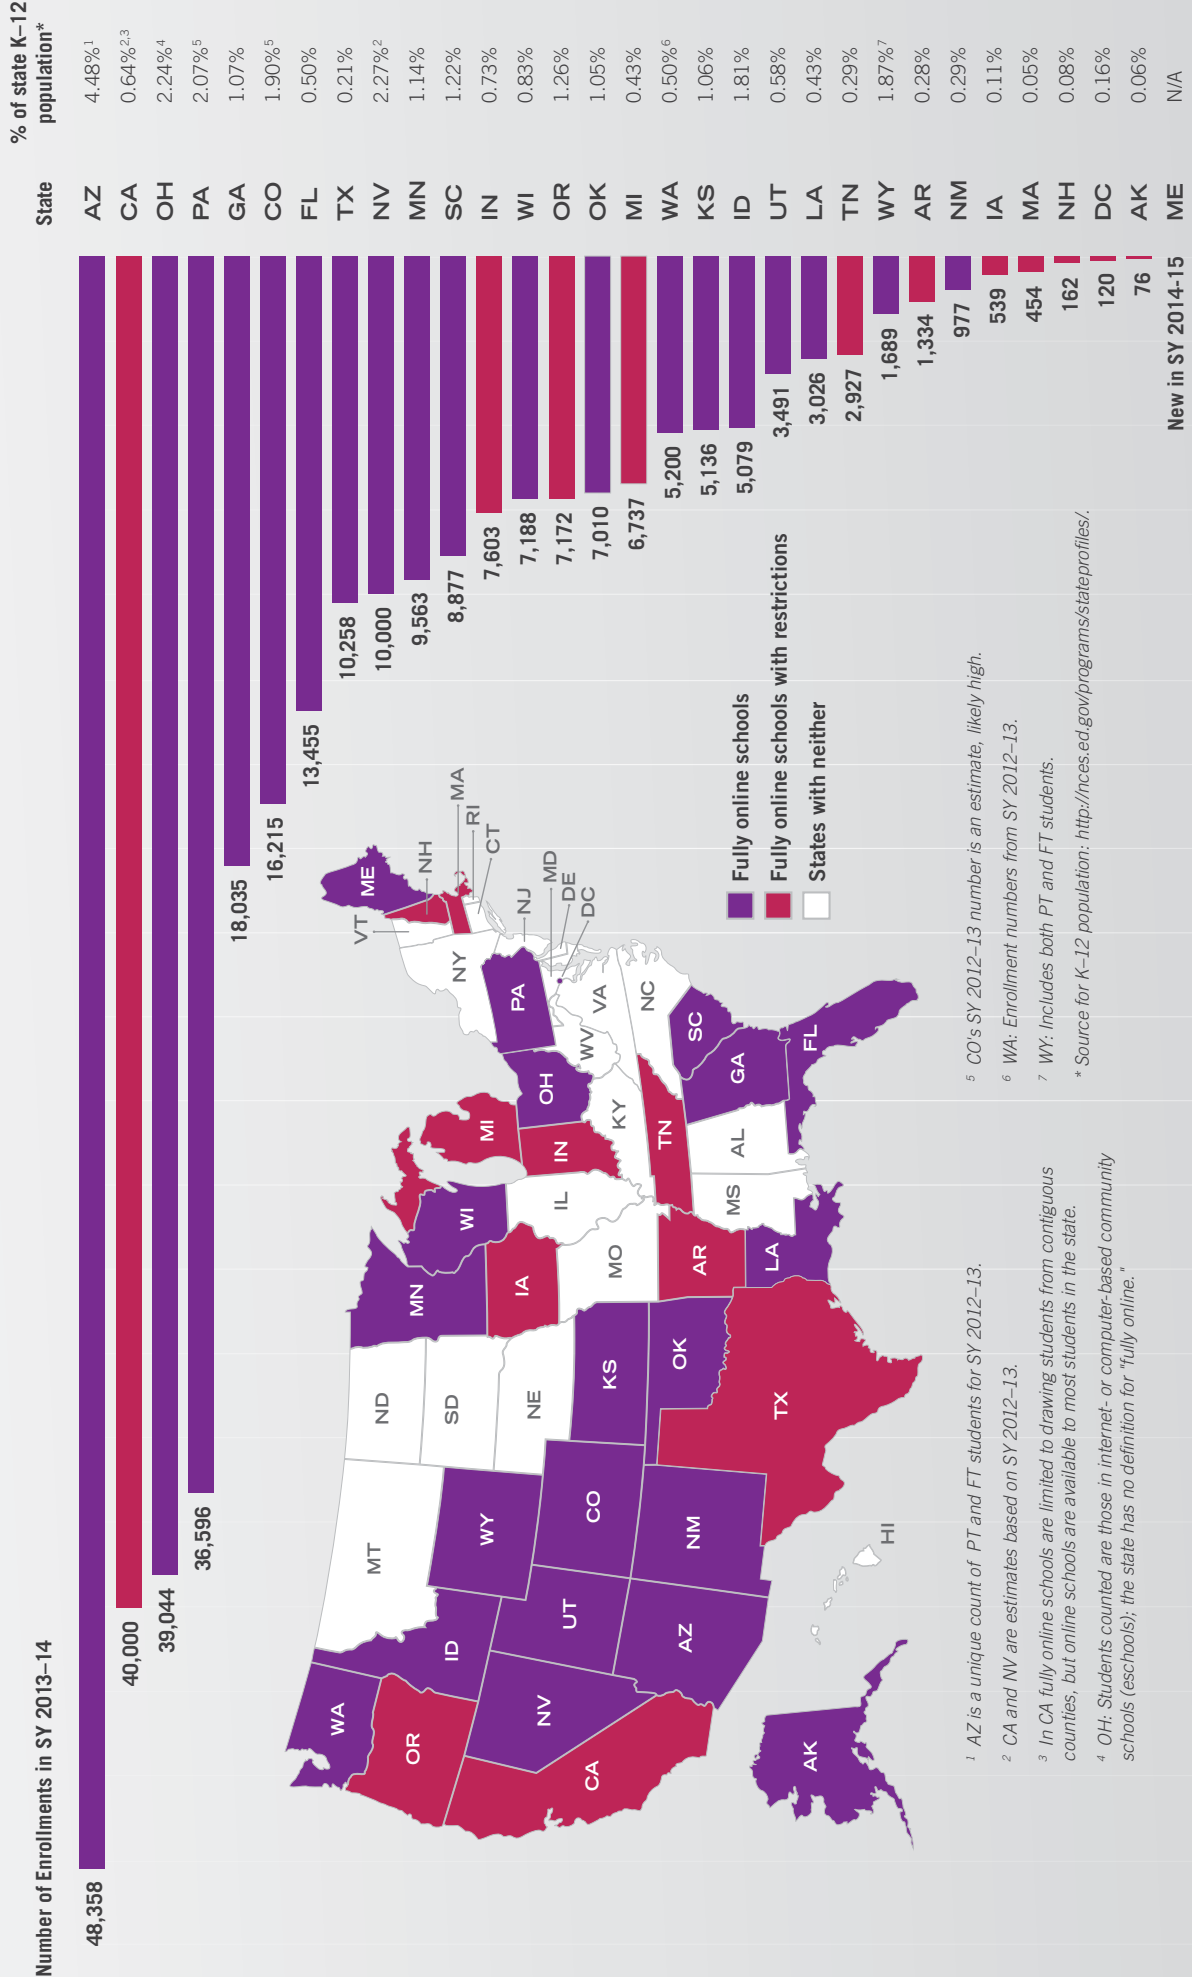 Number of Enrollments in SY 2013–14
State
% of state K–12
population*
48,358 AZ 4.48%1
40,000 CA 0.64%2,3
39,044 OH 2.24%4
36,596 PA 2.07%5
18,035 GA 1.07%
16,215 CO 1.90%5
13,455 FL 0.50%
10,258 TX 0.21%
10,000 NV 2.27%2
9,563 MN 1.14%
8,877 SC 1.22%
7,603 IN 0.73%
7,188 WI 0.83%
7,172 OR 1.26%
7,010 OK 1.05%
6,737 MI 0.43%
5,200 WA 0.50%6
5,136 KS 1.06%
5,079 ID 1.81%
3,491 UT 0.58%
3,026 LA 0.43%
2,927 TN 0.29%
1,689 WY 1.87%7
1,334 AR 0.28%
977 NM 0.29%
539 IA 0.11%
454 MA 0.05%
162 NH 0.08%
120 DC 0.16%
76 AK 0.06%
New in SY 2014-15 ME N/A
WA
OR
CA
ID
NV
MT
WY
UT
AZ
CO
NM
ND
SD
NE
KS
OK
TX
MN
IA
MO
AR
LA
WI
IL
MS
MI
IN
KY
TN
AL
OH
WV
GA
FL
SC
NC
VA
PA
NY
VT
ME
NH
MA
RI
CT
NJ
MD
DE
DC
AK
HI
Fully online schools
Fully online schools with restrictions
States with neither
1 AZ is a unique count of PT and FT students for SY 2012–13.
2 CA and NV are estimates based on SY 2012–13.
3 In CA fully online schools are limited to drawing students from contiguous
counties, but online schools are available to most students in the state.
4 OH: Students counted are those in internet- or computer-based community
schools (eschools); the state has no definition for "fully online."
5 CO's SY 2012–13 number is an estimate, likely high.
6 WA: Enrollment numbers from SY 2012–13.
7 WY: Includes both PT and FT students.
* Source for K–12 population: http://nces.ed.gov/programs/stateprofiles/.